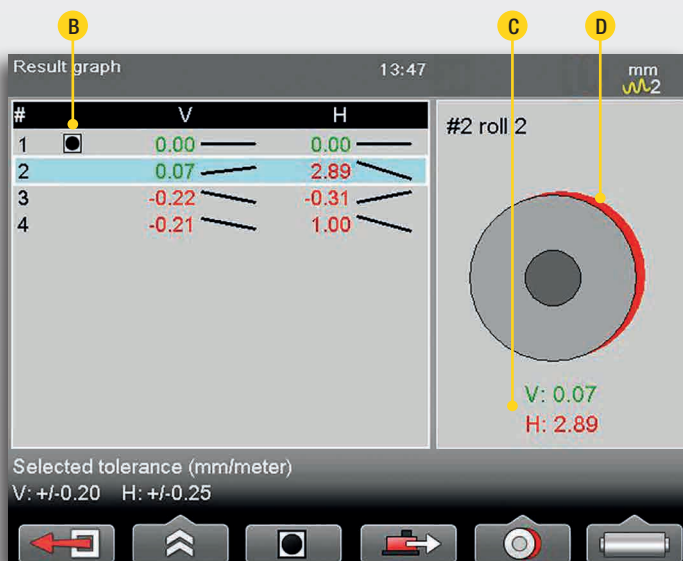 B
C
D
Result graph 13:47 mm
2
# V H
1 0.00 0.00
2 0.07 2.89
3 -0.22 -0.31
4 -0.21 1.00
#2 roll 2
V: 0.07
H: 2.89
Selected tolerance (mm/meter)
V: +/-0.20 H: +/-0.25